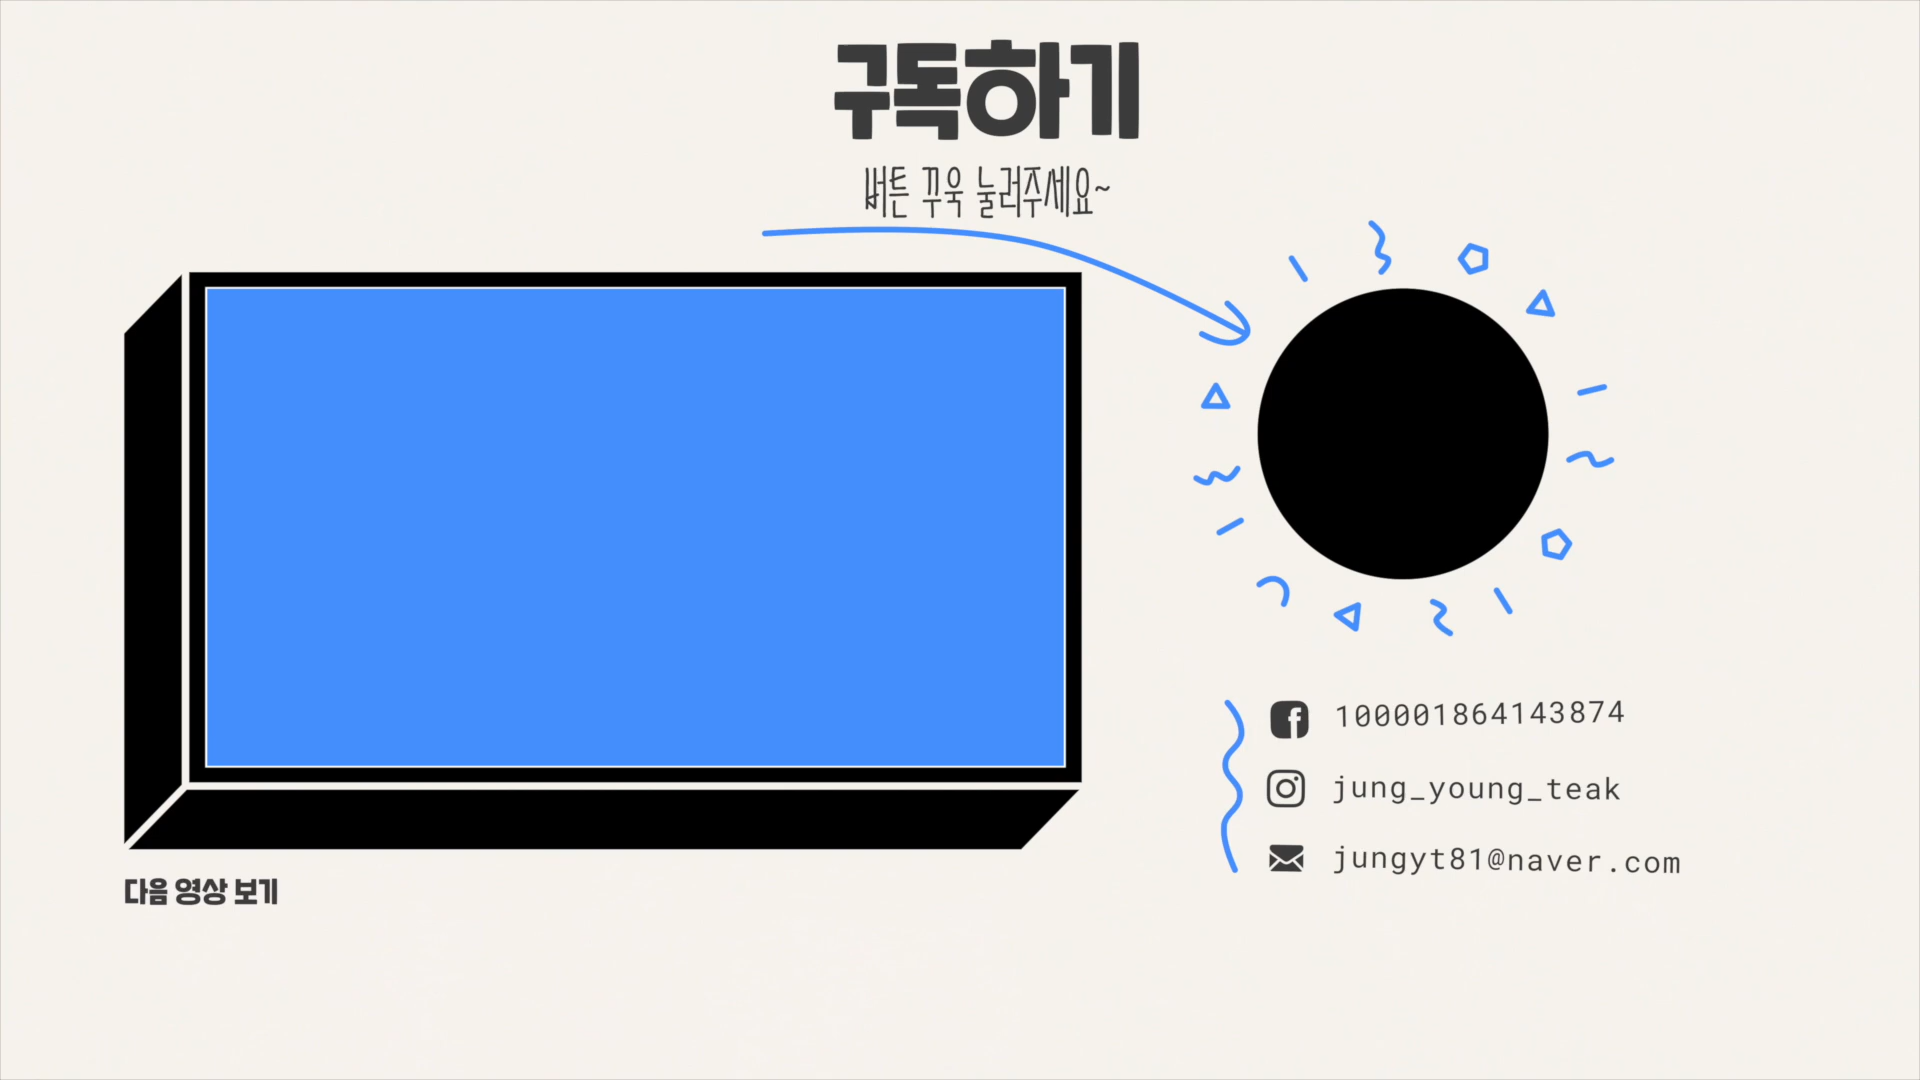 구독하기
버튼 꾸욱 눌러주세요~
100001864143874
jung_young_teak
jungyt81@naver.com
다음 영상 보기